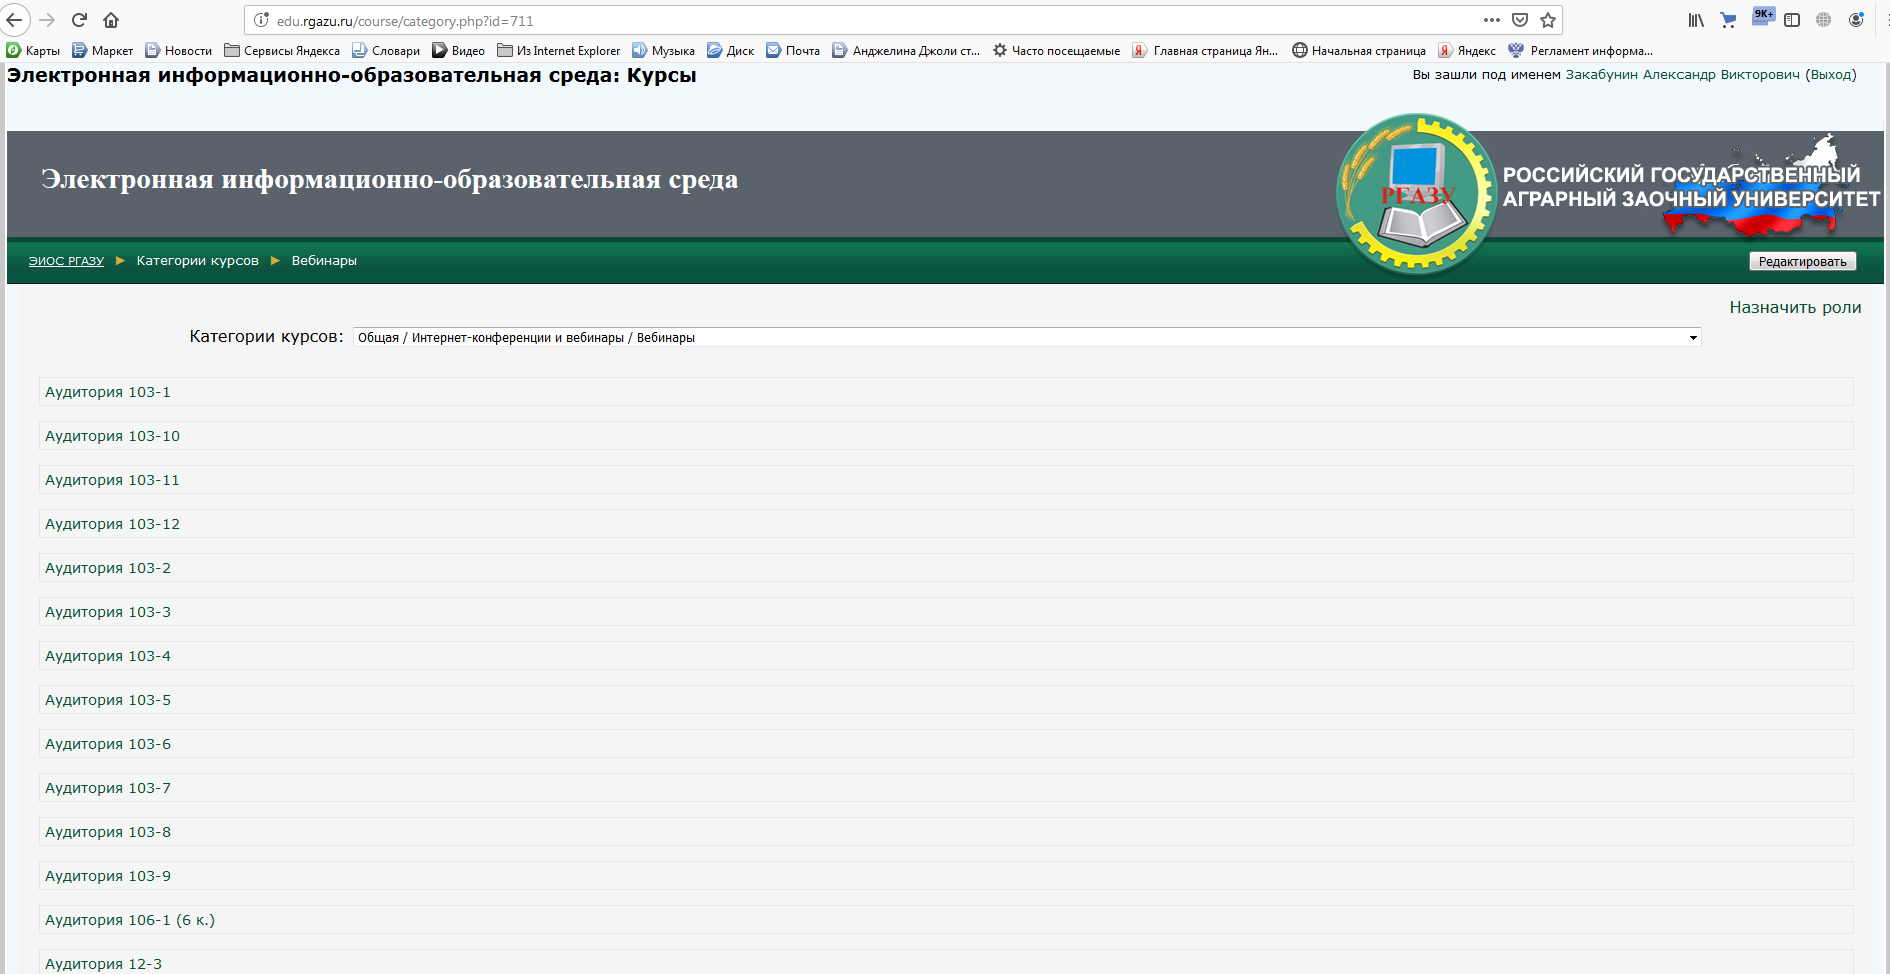 edu.rgazu.ru/course/category.php?id=711
9K+
Карты Маркет Новости Сервисы Яндекса Словари Видео Из Internet Explorer Музыка Диск Почта Анджелина Джоли ст... Часто посещаемые Главная страница Ян... Начальная страница Яндекс Регламент информа...
Электронная информационно-образовательная среда: Курсы
Вы зашли под именем Закабунин Александр Викторович (Выход)
Электронная информационно-образовательная среда
РГАЗУ
РОССИЙСКИЙ ГОСУДАРСТВЕННЫЙ
АГРАРНЫЙ ЗАОЧНЫЙ УНИВЕРСИТЕТ
ЭИОС РГАЗУ ► Категории курсов ► Вебинары
Редактировать
Назначить роли
Категории курсов: Общая / Интернет-конференции и вебинары / Вебинары
Аудитория 103-1
Аудитория 103-10
Аудитория 103-11
Аудитория 103-12
Аудитория 103-2
Аудитория 103-3
Аудитория 103-4
Аудитория 103-5
Аудитория 103-6
Аудитория 103-7
Аудитория 103-8
Аудитория 103-9
Аудитория 106-1 (6 к.)
Аудитория 12-3